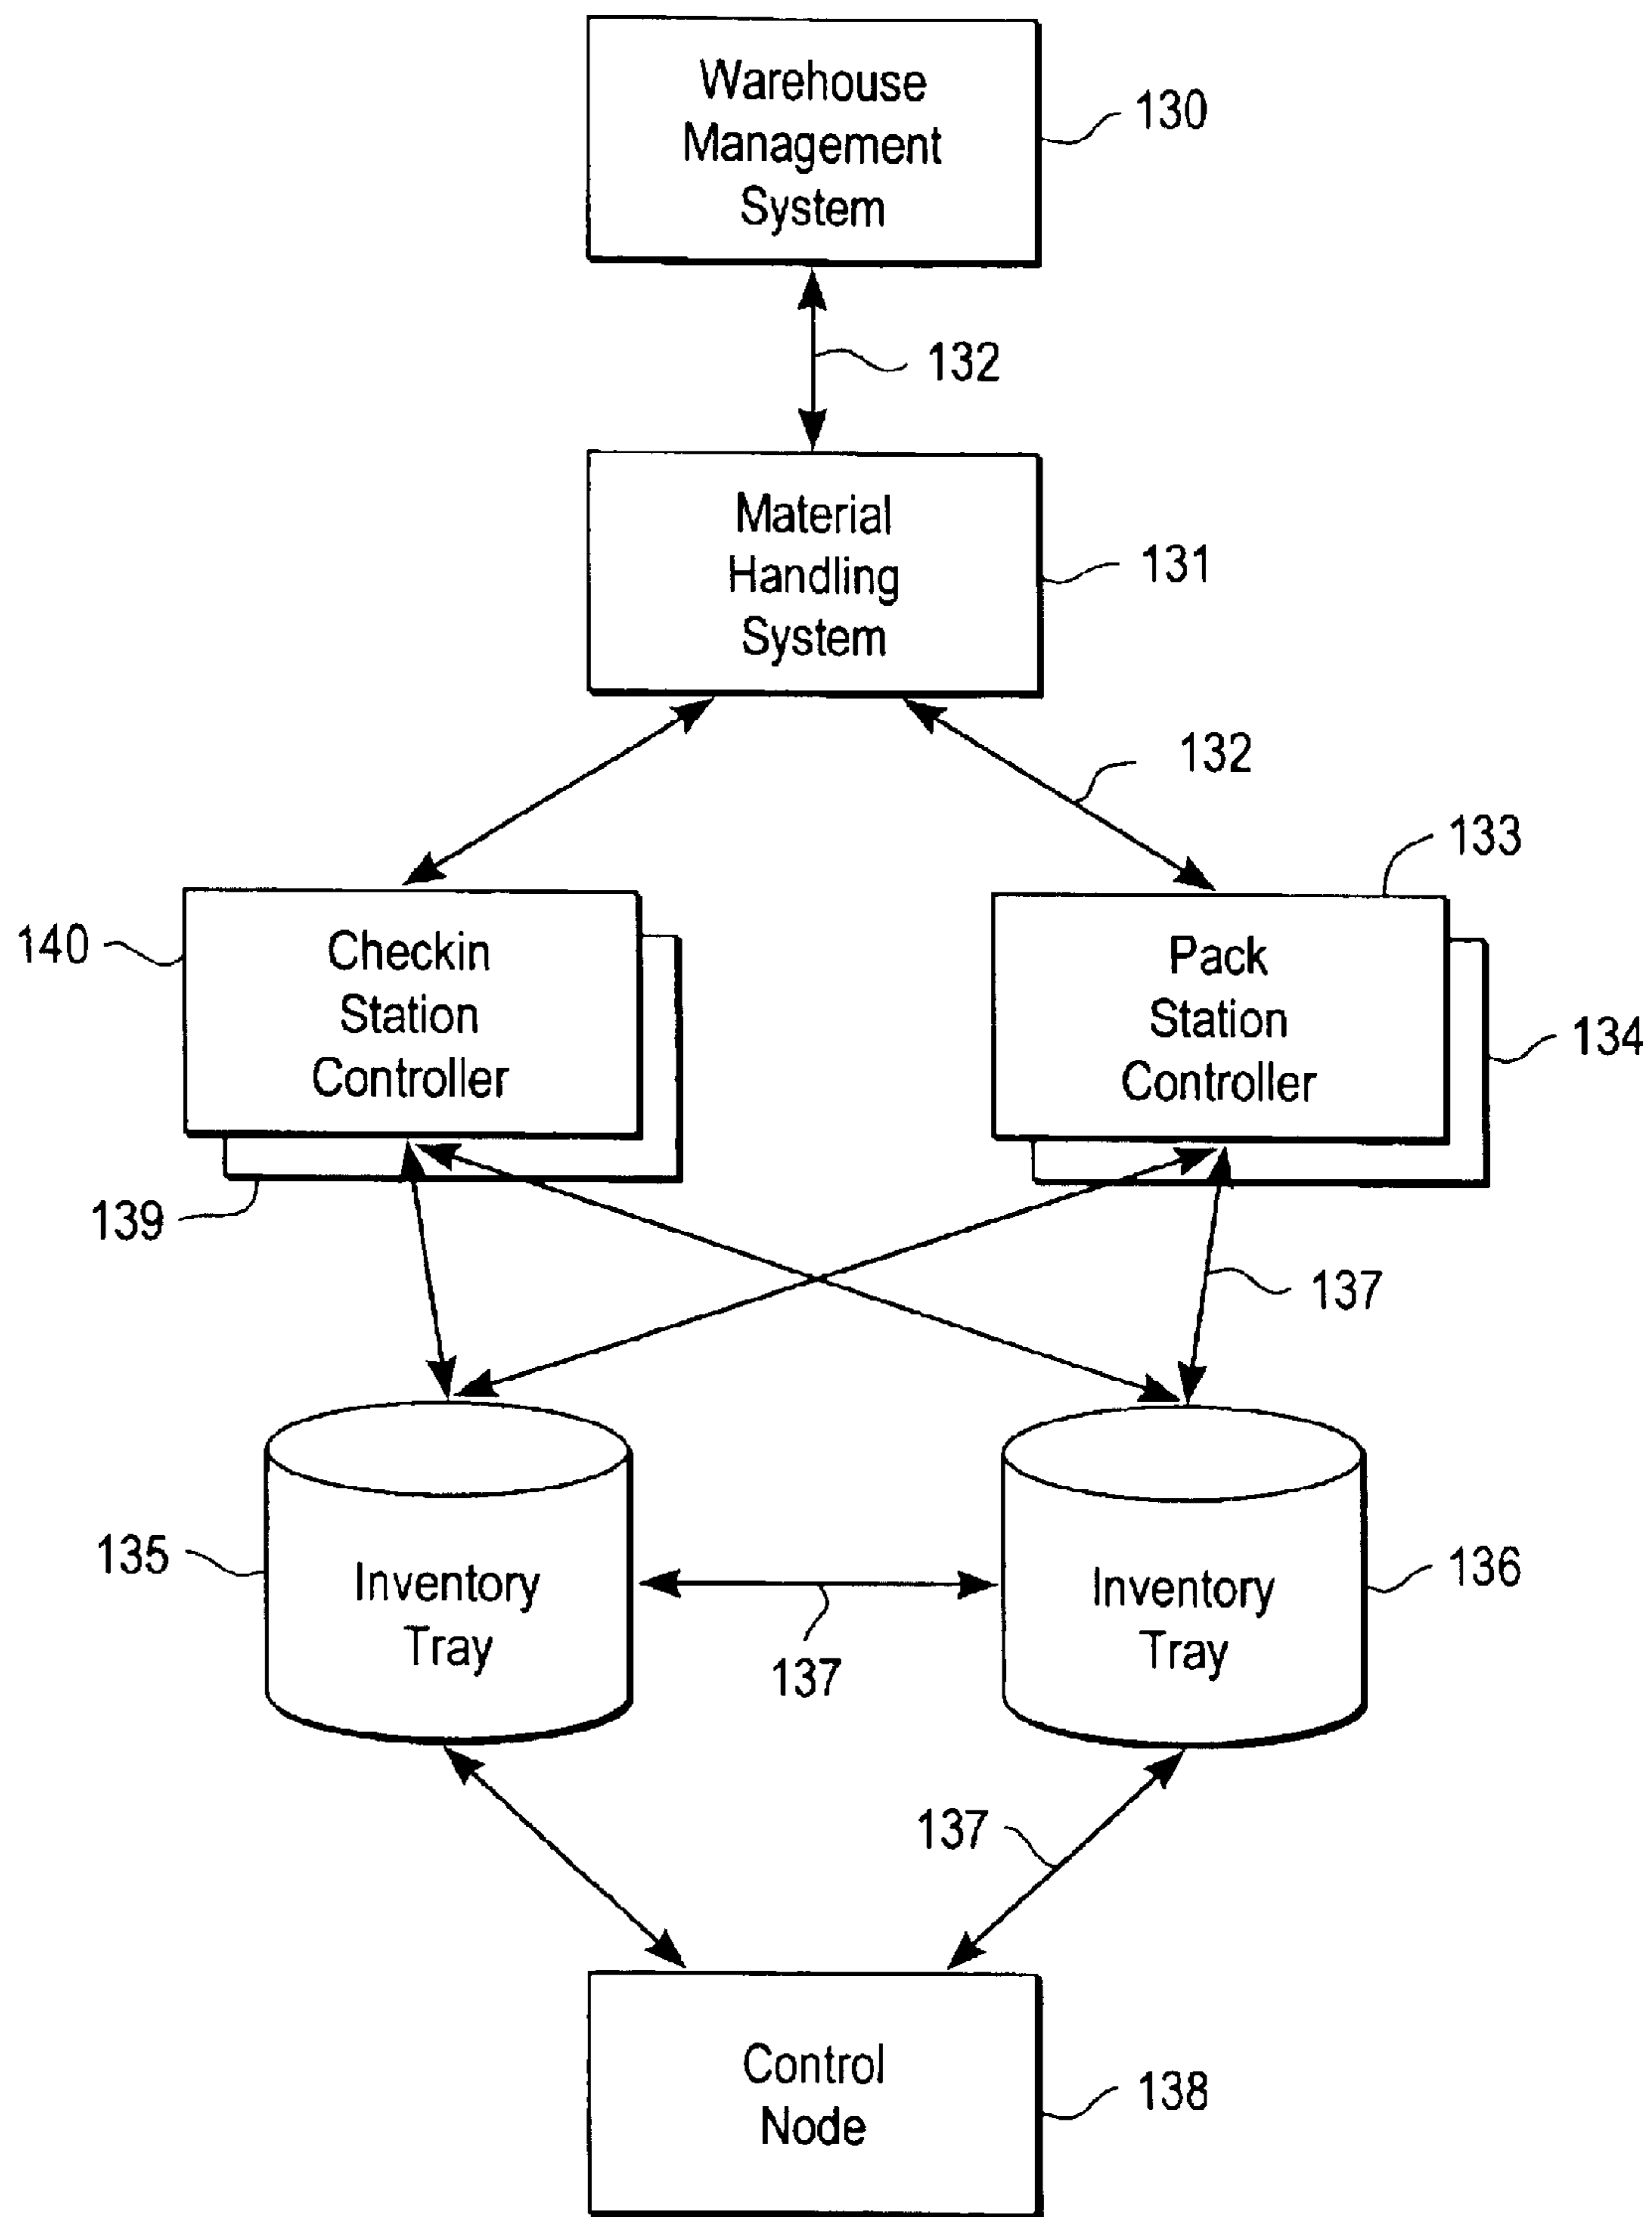 Warehouse
Management
System
130
132
Material
Handling
System
131
132
133
140
Checkin
Station
Controller
Pack
Station
Controller
134
139
137
135
Inventory
Tray
137
Inventory
Tray
136
137
Control
Node
138